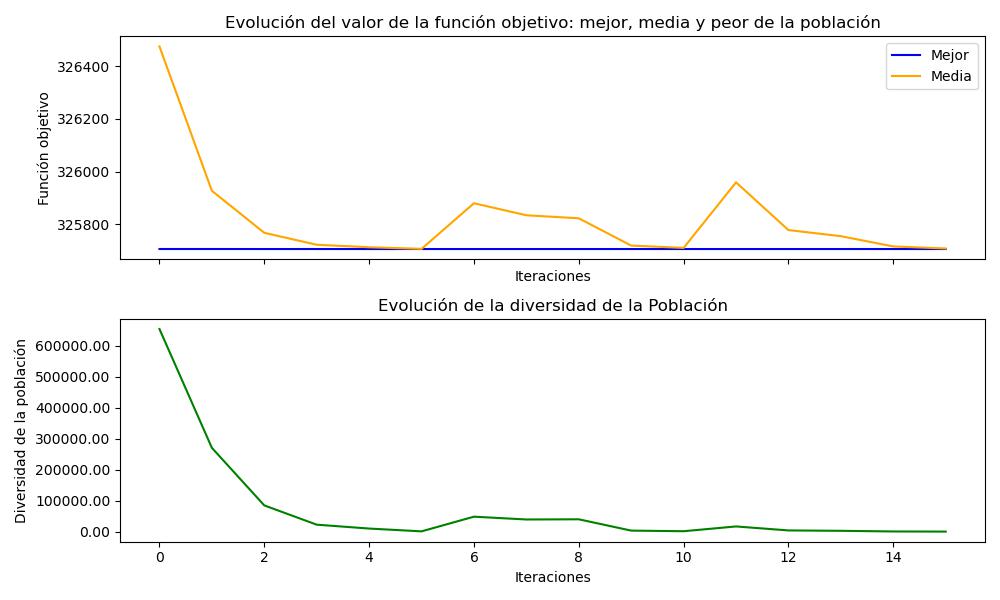 Evolución del valor de la función objetivo: mejor, media y peor de la población
Mejor
Media
Función objetivo
326400
326200
326000
325800
Iteraciones
Evolución de la diversidad de la Población
Diversidad de la población
600000.00
500000.00
400000.00
300000.00
200000.00
100000.00
0.00
0 2 4 6 8 10 12 14
Iteraciones